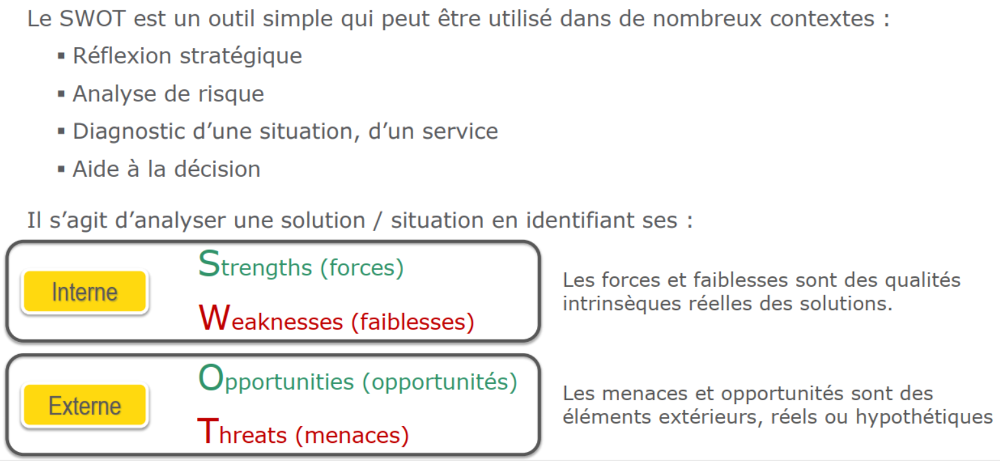 Le SWOT est un outil simple qui peut être utilisé dans de nombreux contextes :
▪ Réflexion stratégique
▪ Analyse de risque
▪ Diagnostic d’une situation, d’un service
▪ Aide à la décision
Il s’agit d’analyser une solution / situation en identifiant ses :
Interne
Strengths (forces)
Weaknesses (faiblesses)
Les forces et faiblesses sont des qualités
intrinsèques réelles des solutions.
Externe
Opportunities (opportunités)
Threats (menaces)
Les menaces et opportunités sont des
éléments extérieurs, réels ou hypothétiques